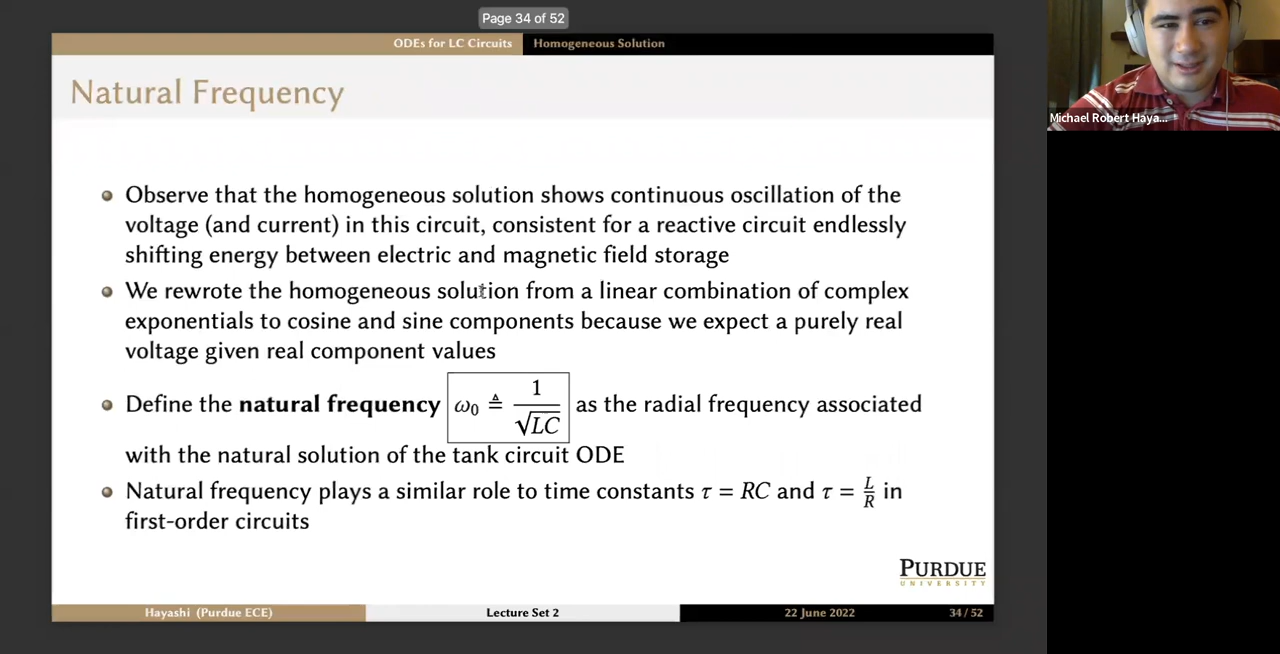 Page 34 of 52
ODEs for LC Circuits Homogeneous Solution
Natural Frequency
Observe that the homogeneous solution shows continuous oscillation of the
voltage (and current) in this circuit, consistent for a reactive circuit endlessly
shifting energy between electric and magnetic field storage
We rewrote the homogeneous solution from a linear combination of complex
exponentials to cosine and sine components because we expect a purely real
voltage given real component values
Define the natural frequency ω₀ ≜ 1/√LC as the radial frequency associated
with the natural solution of the tank circuit ODE
Natural frequency plays a similar role to time constants τ = RC and τ = L/R in
first-order circuits
PURDUE
UNIVERSITY
Hayashi (Purdue ECE) Lecture Set 2 22 June 2022 34 / 52
Michael Robert Haya...